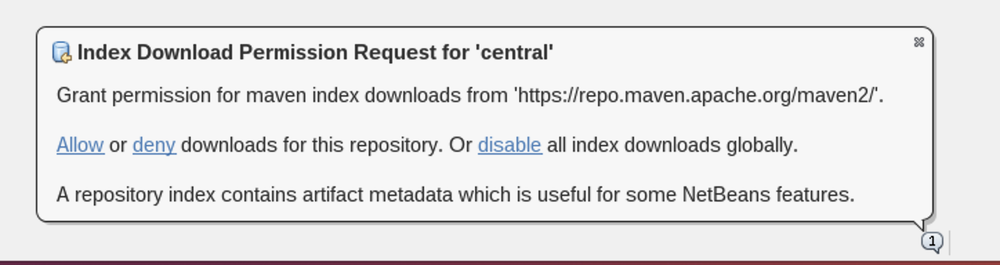 Index Download Permission Request for 'central'
Grant permission for maven index downloads from 'https://repo.maven.apache.org/maven2/'.
Allow or deny downloads for this repository. Or disable all index downloads globally.
A repository index contains artifact metadata which is useful for some NetBeans features.
1